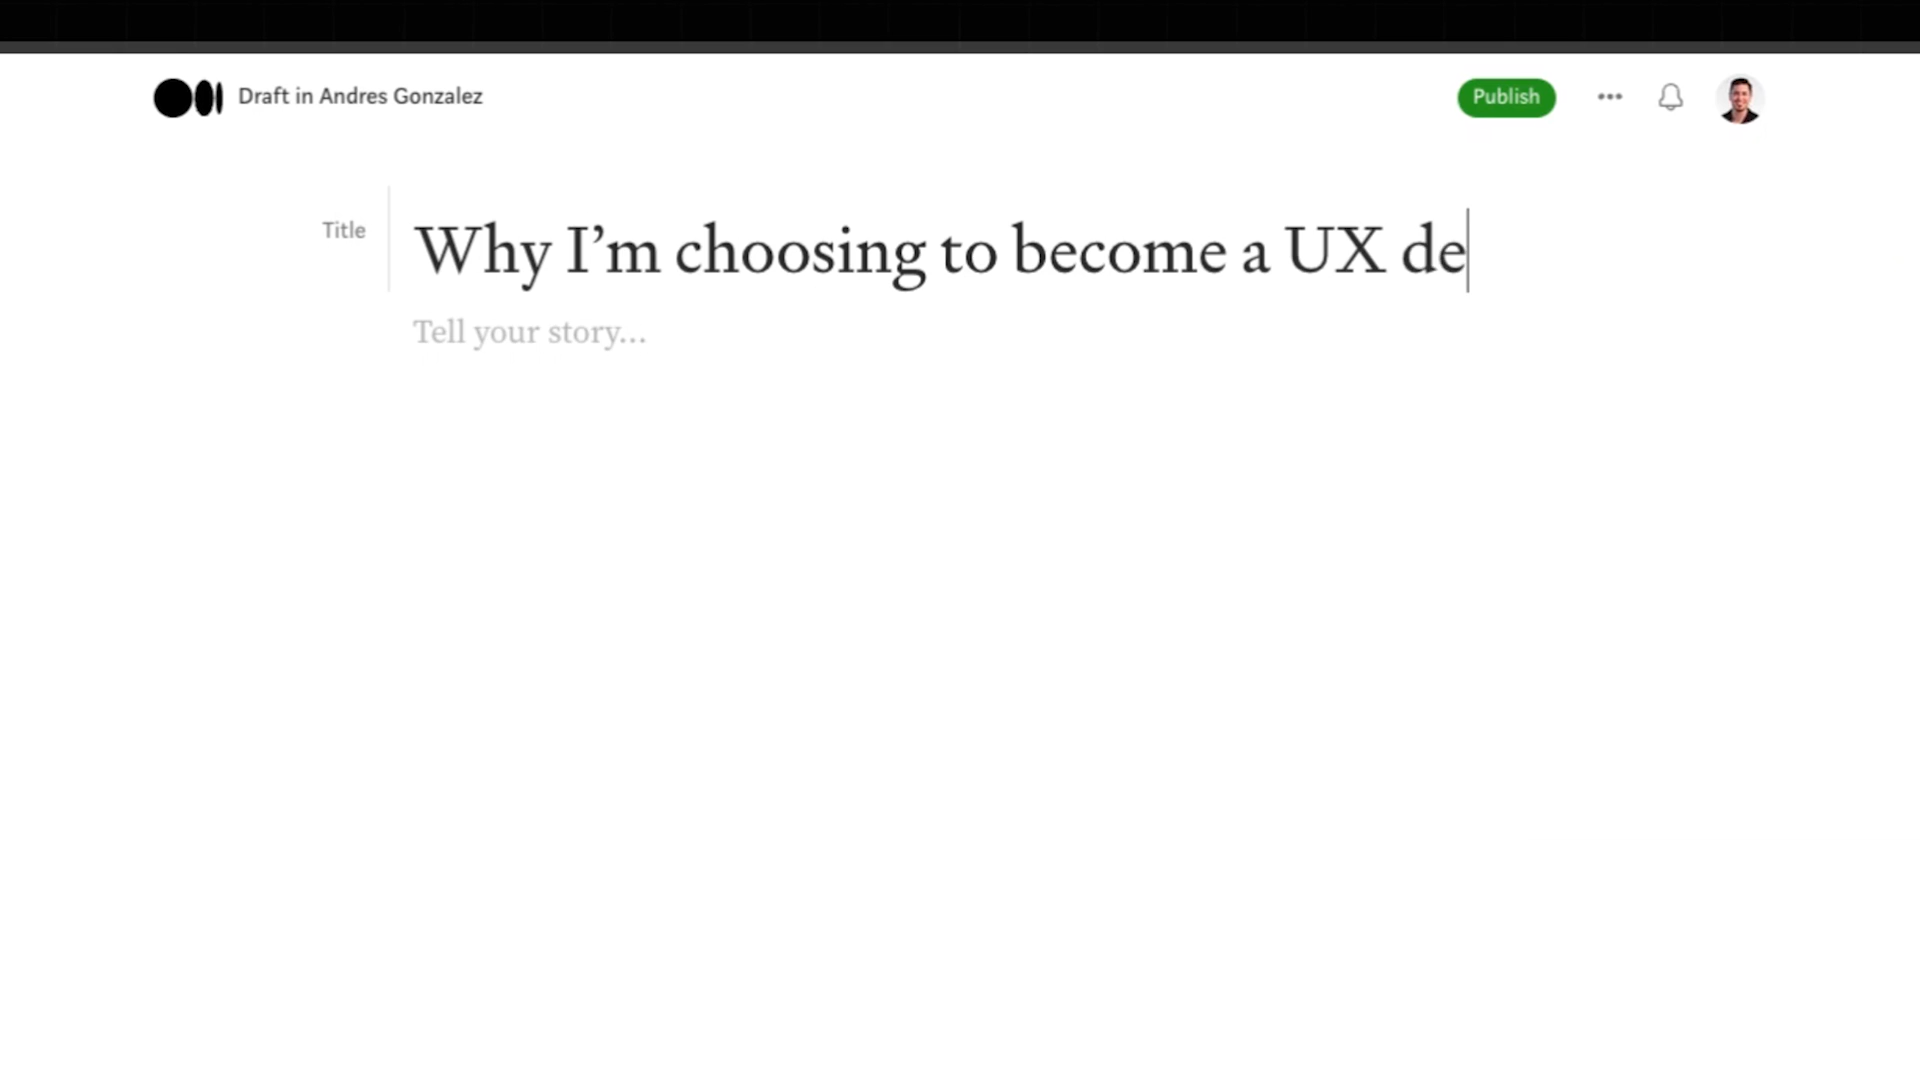 Draft in Andres Gonzalez
Publish
Title
Why I’m choosing to become a UX de
Tell your story...